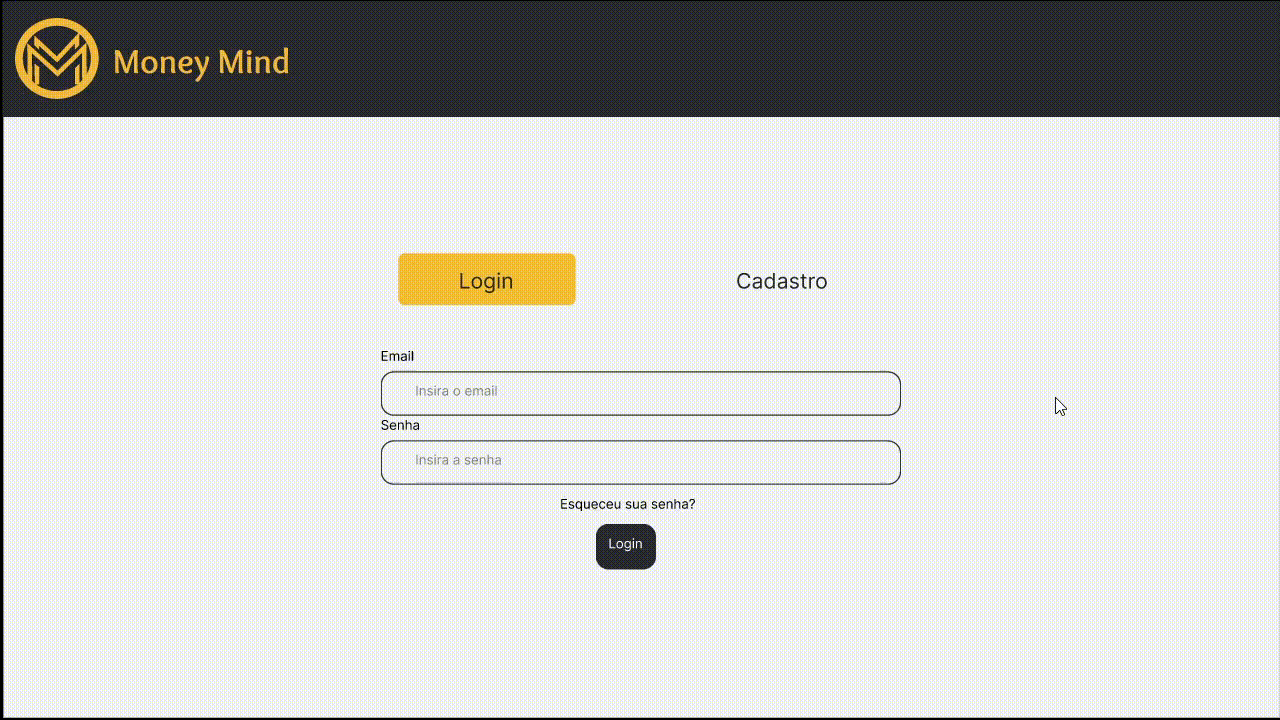 Money Mind
Login
Cadastro
Email
Insira o email
Senha
Insira a senha
Esqueceu sua senha?
Login